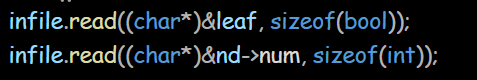 infile.read((char*)&leaf, sizeof(bool));
infile.read((char*)&nd->num, sizeof(int));